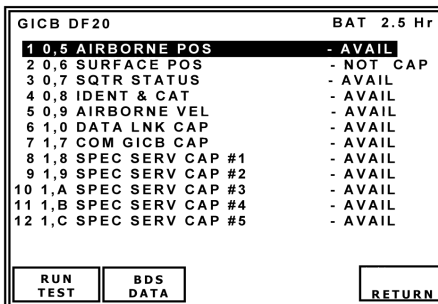 GICB DF20 BAT 2.5 Hr
1 0,5 AIRBORNE POS - AVAIL
2 0,6 SURFACE POS - NOT CAP
3 0,7 SQTR STATUS - AVAIL
4 0,8 IDENT & CAT - AVAIL
5 0,9 AIRBORNE VEL - AVAIL
6 1,0 DATA LNK CAP - AVAIL
7 1,7 COM GICB CAP - AVAIL
8 1,8 SPEC SERV CAP #1 - AVAIL
9 1,9 SPEC SERV CAP #2 - AVAIL
10 1,A SPEC SERV CAP #3 - AVAIL
11 1,B SPEC SERV CAP #4 - AVAIL
12 1,C SPEC SERV CAP #5 - AVAIL
RUN TEST
BDS DATA
RETURN